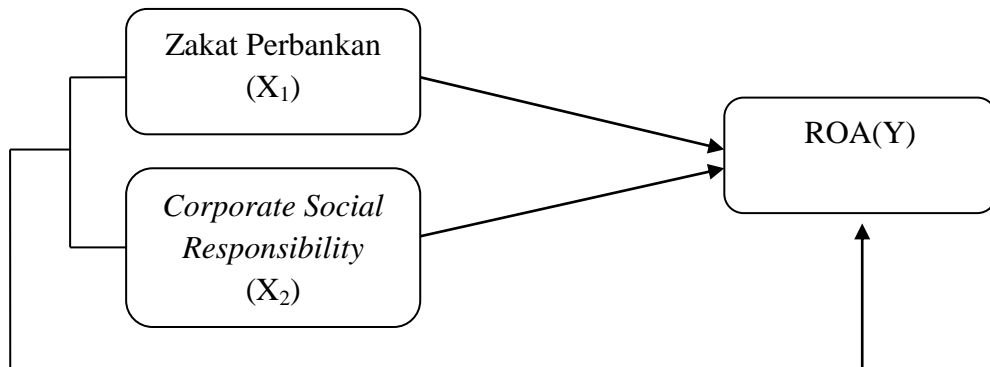 Zakat Perbankan
(X₁)
Corporate Social
Responsibility
(X₂)
ROA(Y)